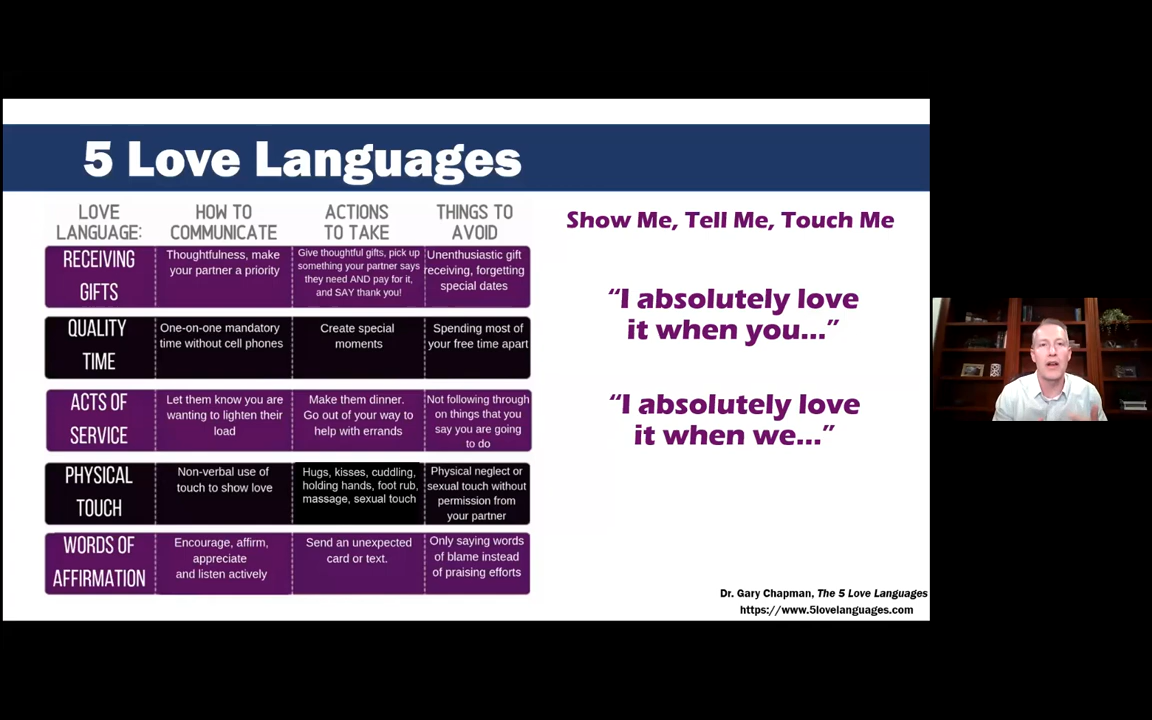 5 Love Languages
LOVE
LANGUAGE:
HOW TO
COMMUNICATE
ACTIONS
TO TAKE
THINGS TO
AVOID
RECEIVING
GIFTS
Thoughtfulness, make
your partner a priority
Give thoughtful gifts, pick up
something your partner says
they need AND pay for it,
and SAY thank you!
Unenthusiastic gift
receiving, forgetting
special dates
QUALITY
TIME
One-on-one mandatory
time without cell phones
Create special
moments
Spending most of
your free time apart
ACTS OF
SERVICE
Let them know you are
wanting to lighten their
load
Make them dinner.
Go out of your way to
help with errands
Not following through
on things that you
say you are going
to do
PHYSICAL
TOUCH
Non-verbal use of
touch to show love
Hugs, kisses, cuddling,
holding hands, foot rub,
massage, sexual touch
Physical neglect or
sexual touch without
permission from
your partner
WORDS OF
AFFIRMATION
Encourage, affirm,
appreciate
and listen actively
Send an unexpected
card or text.
Only saying words
of blame instead
of praising efforts
Show Me, Tell Me, Touch Me
“I absolutely love
it when you...”
“I absolutely love
it when we...”
Dr. Gary Chapman, The 5 Love Languages
https://www.5lovelanguages.com